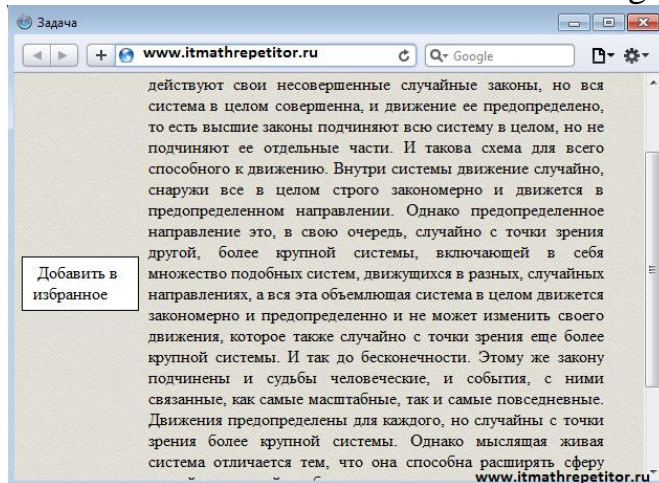 Задача
www.itmathrepetitor.ru
Google
действуют свои несовершенные случайные законы, но вся
система в целом совершенна, и движение ее предопределено,
то есть высшие законы подчиняют всю систему в целом, но не
подчиняют ее отдельные части. И такова схема для всего
способного к движению. Внутри системы движение случайно,
снаружи все в целом строго закономерно и движется в
предопределенном направлении. Однако предопределенное
направление это, в свою очередь, случайно с точки зрения
другой, более крупной системы, включающей в себя
Добавить в
избранное
множество подобных систем, движущихся в разных, случайных
направлениях, а вся эта объемлющая система в целом движется
закономерно и предопределенно и не может изменить своего
движения, которое также случайно с точки зрения еще более
крупной системы. И так до бесконечности. Этому же закону
подчинены и судьбы человеческие, и события, с ними
связанные, как самые масштабные, так и самые повседневные.
Движения предопределены для каждого, но случайны с точки
зрения более крупной системы. Однако мыслящая живая
система отличается тем, что она способна расширять сферу
www.itmathrepetitor.ru